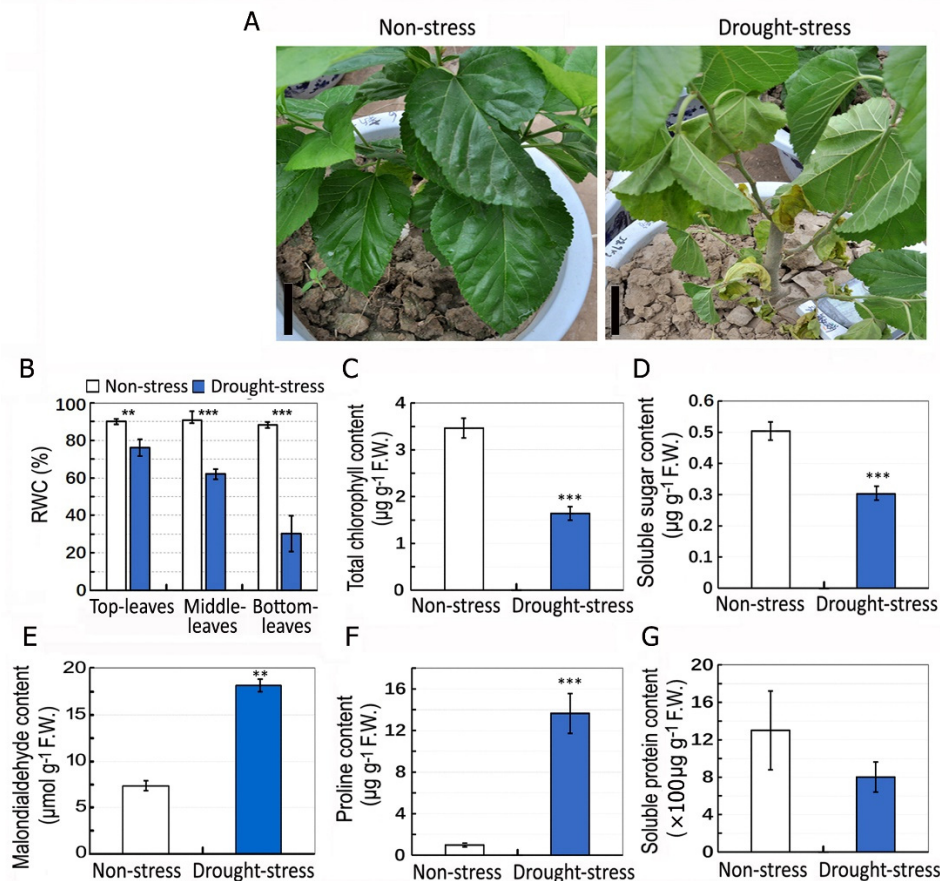 A
Non-stress
Drought-stress
B
Non-stress
Drought-stress
100
80
60
40
20
0
RWC (%)
**
***
***
Top-leaves
Middle-leaves
Bottom-leaves
C
Total chlorophyll content
(μg g-1 F.W.)
4
3
2
1
0
***
Non-stress
Drought-stress
D
Soluble sugar content
(μg g-1 F.W.)
0.6
0.5
0.4
0.3
0.2
0.1
0
***
Non-stress
Drought-stress
E
Malondialdehyde content
(μmol g-1 F.W.)
20
15
10
5
0
**
Non-stress
Drought-stress
F
Proline content
(μg g-1 F.W.)
16
12
8
4
0
***
Non-stress
Drought-stress
G
Soluble protein content
(×100μg g-1 F.W.)
20
16
12
8
4
0
Non-stress
Drought-stress